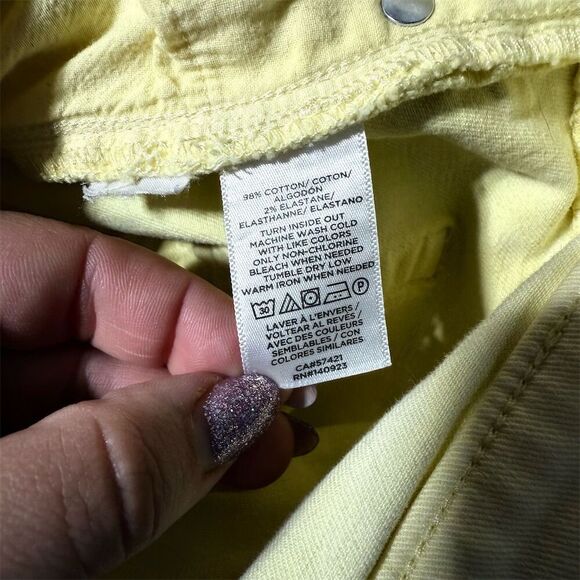 98% COTTON/ COTON/
ALGODÓN
2% ELASTANE/
ELASTHANNE/ ELASTANO
TURN INSIDE OUT
MACHINE WASH COLD
WITH LIKE COLORS
ONLY NON-CHLORINE
BLEACH WHEN NEEDED
TUMBLE DRY LOW
WARM IRON WHEN NEEDED
30 P
LAVER À L'ENVERS/
VOLTEAR AL REVÉS/
AVEC DES COULEURS
SEMBLABLES/ CON
COLORES SIMILARES
CA#57421
RN#140923